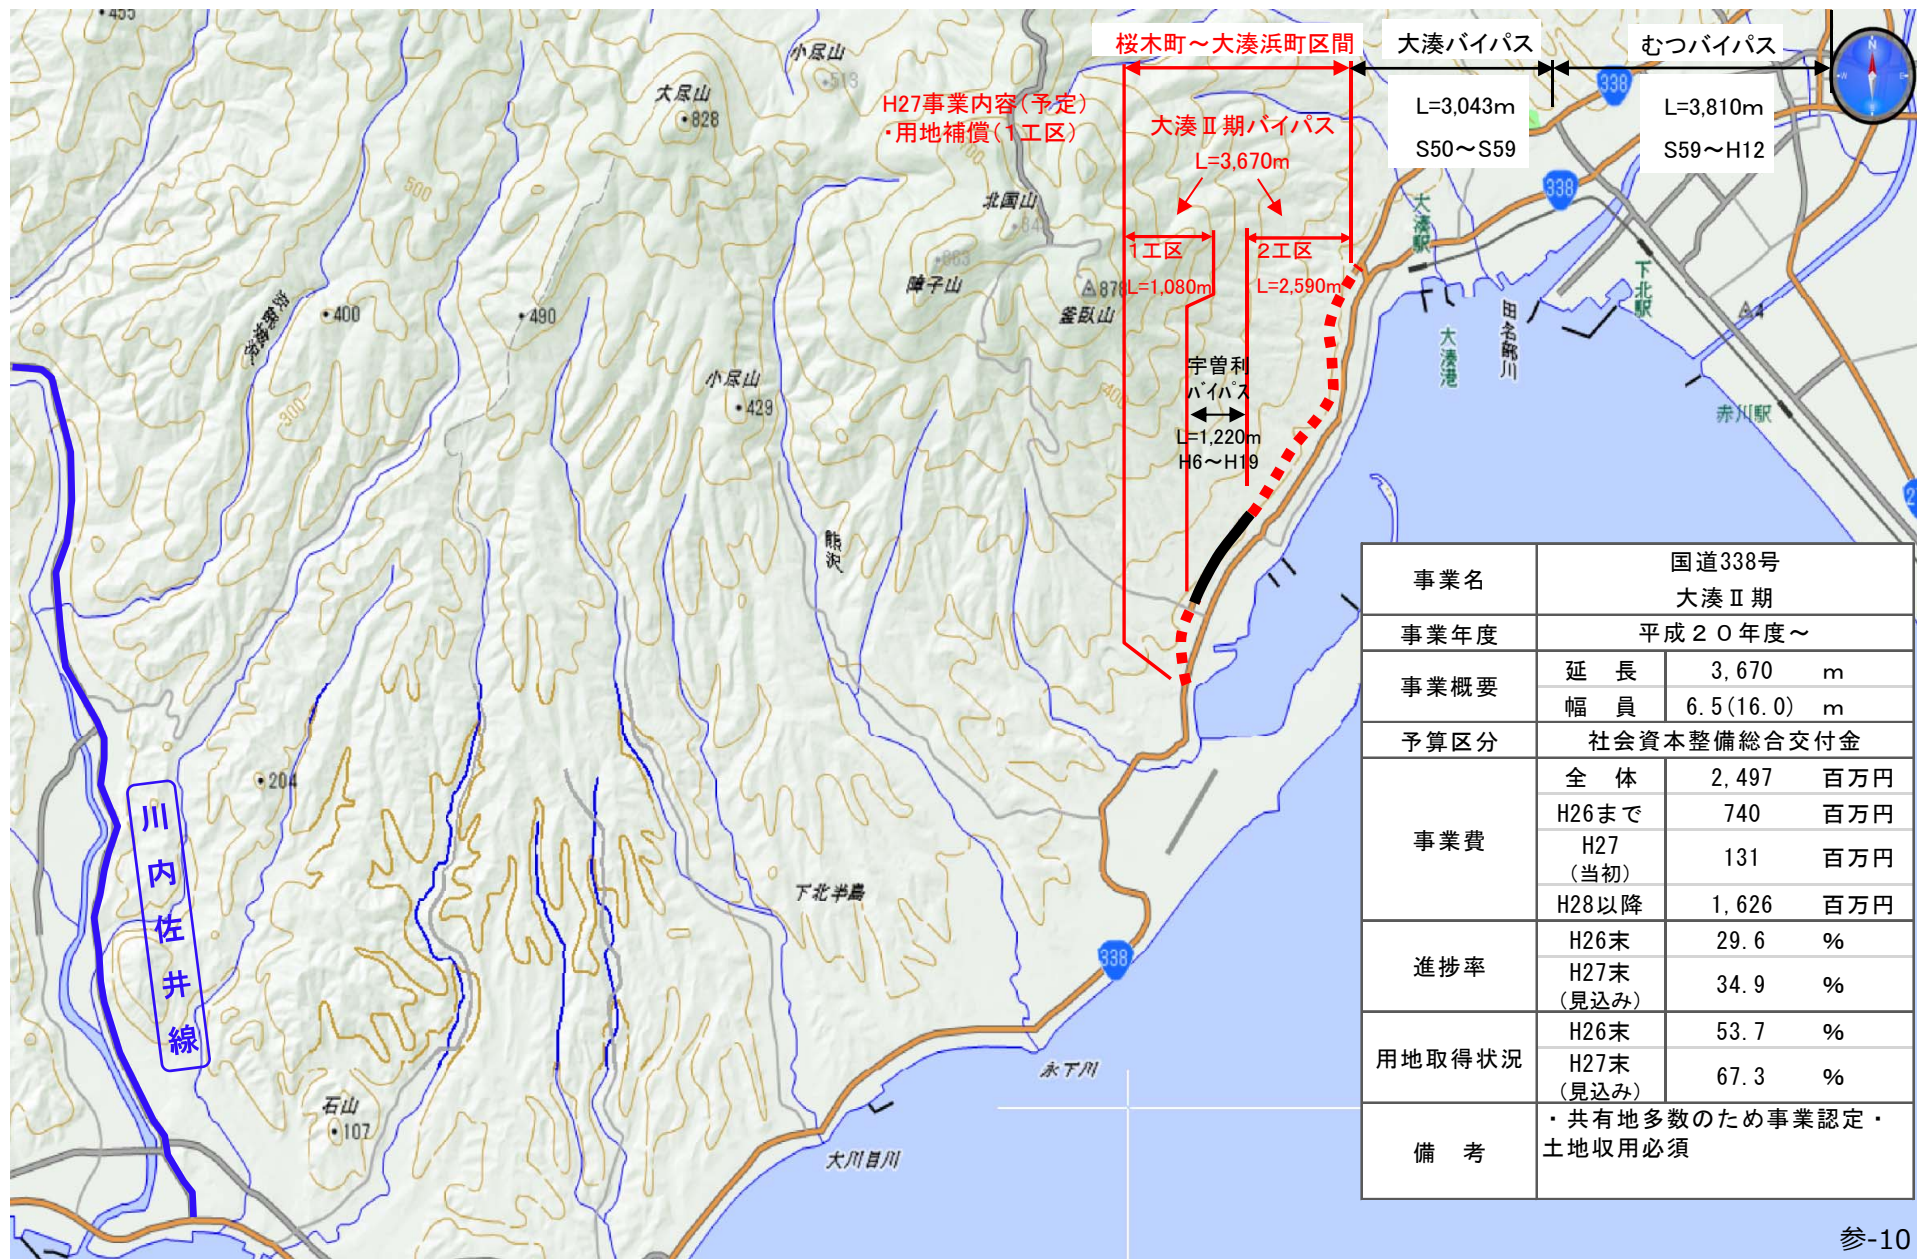 桜木町～大湊浜町区間
大湊バイパス
むつバイパス
L=3,043m
S50～S59
L=3,810m
S59～H12
H27事業内容(予定)
・用地補償(1工区)
大湊Ⅱ期バイパス
L=3,670m
1工区
L=1,080m
2工区
L=2,590m
宇曽利
バイパス
L=1,220m
H6～H19
455
小尽山
513
大尽山
828
北国山
障子山
釜臥山
878
400
490
500
300
400
小尽山
429
熊沢
204
下北半島
石山
107
大川目川
永下川
川内佐井線
338
338
338
2
N
大湊駅
下北駅
大湊港
田名部川
赤川駅
4
事業名
国道338号
大湊Ⅱ期
事業年度
平成20年度～
事業概要
延 長 3,670 m
幅 員 6.5(16.0) m
予算区分
社会資本整備総合交付金
事業費
全 体 2,497 百万円
H26まで 740 百万円
H27
(当初) 131 百万円
H28以降 1,626 百万円
進捗率
H26末 29.6 %
H27末
(見込み) 34.9 %
用地取得状況
H26末 53.7 %
H27末
(見込み) 67.3 %
備 考
・共有地多数のため事業認定・
土地収用必須
参-10